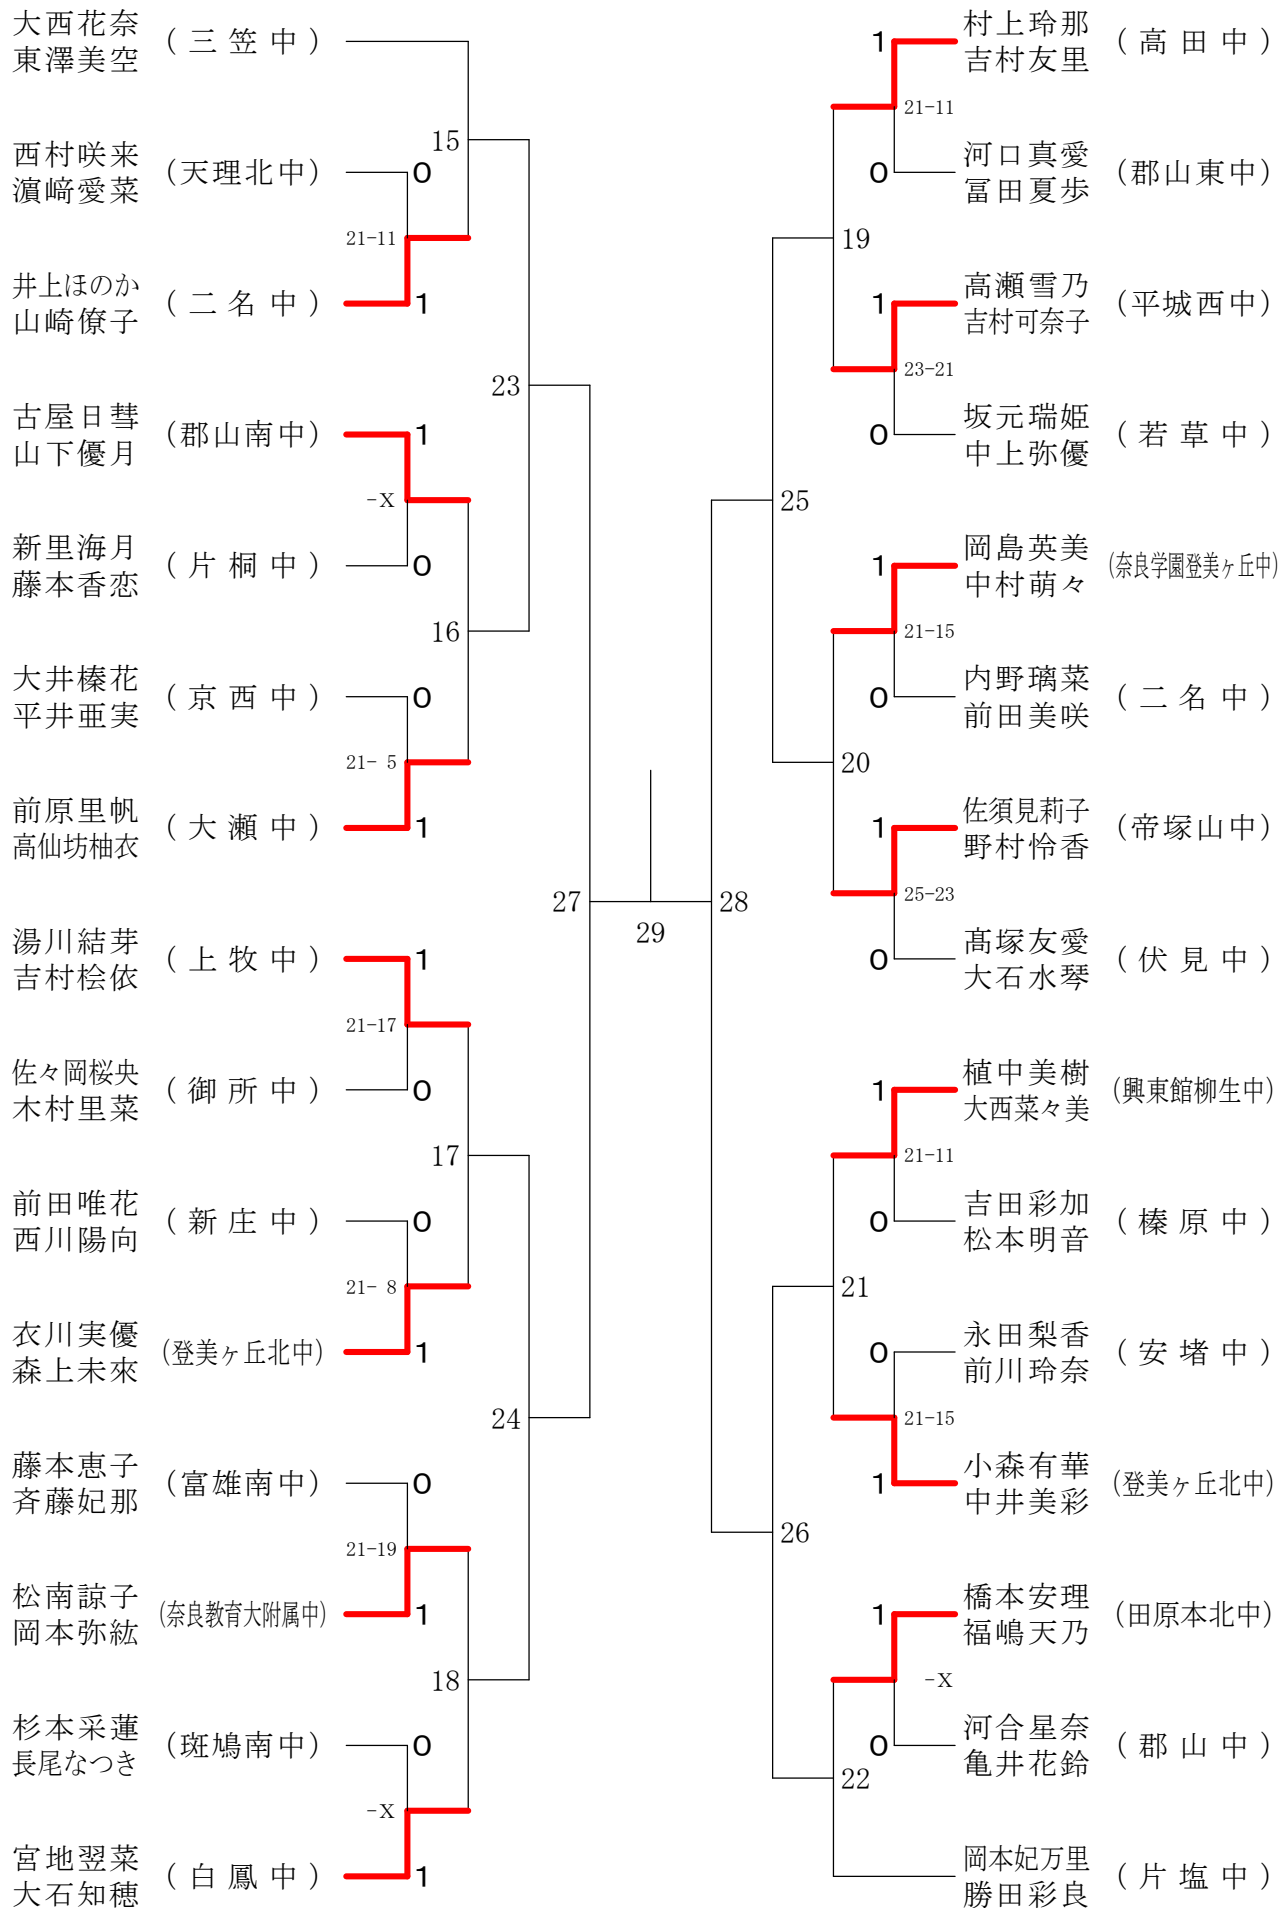 大西花奈
東澤美空
(三笠中)
15
西村咲来
濵﨑愛菜
(天理北中)
0
21-11
井上ほのか
山崎僚子
(二名中)
1
23
古屋日彗
山下優月
(郡山南中)
1
-X
新里海月
藤本香恋
(片桐中)
0
16
大井榛花
平井亜実
(京西中)
0
21- 5
前原里帆
高仙坊柚衣
(大瀬中)
1
27
29
湯川結芽
吉村桧依
(上牧中)
1
21-17
佐々岡桜央
木村里菜
(御所中)
0
17
前田唯花
西川陽向
(新庄中)
0
21- 8
衣川実優
森上未來
(登美ヶ丘北中)
1
24
藤本恵子
斉藤妃那
(富雄南中)
0
21-19
松南諒子
岡本弥紘
(奈良教育大附属中)
1
18
杉本采蓮
長尾なつき
(斑鳩南中)
0
-X
宮地翌菜
大石知穂
(白鳳中)
1
1
村上玲那
吉村友里
(高田中)
21-11
0
河口真愛
冨田夏歩
(郡山東中)
19
1
高瀬雪乃
吉村可奈子
(平城西中)
23-21
0
坂元瑞姫
中上弥優
(若草中)
25
1
岡島英美
中村萌々
(奈良学園登美ヶ丘中)
21-15
0
内野璃菜
前田美咲
(二名中)
20
1
佐須見莉子
野村怜香
(帝塚山中)
25-23
28
0
髙塚友愛
大石水琴
(伏見中)
1
植中美樹
大西菜々美
(興東館柳生中)
21-11
0
吉田彩加
松本明音
(榛原中)
21
0
永田梨香
前川玲奈
(安堵中)
21-15
1
小森有華
中井美彩
(登美ヶ丘北中)
26
1
橋本安理
福嶋天乃
(田原本北中)
-X
0
河合星奈
亀井花鈴
(郡山中)
22
岡本妃万里
勝田彩良
(片塩中)